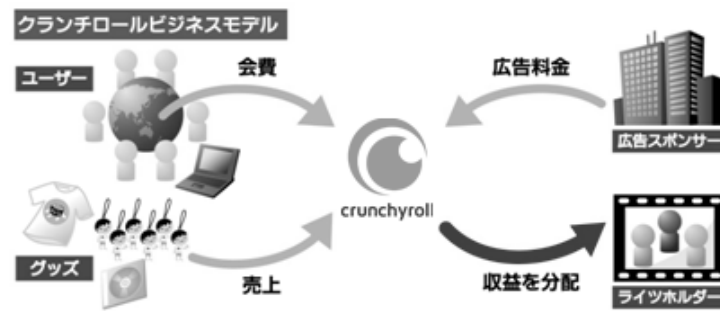 クランチロールビジネスモデル
ユーザー
会費
広告料金
広告スポンサー
crunchyroll
グッズ
売上
収益を分配
ライツホルダー